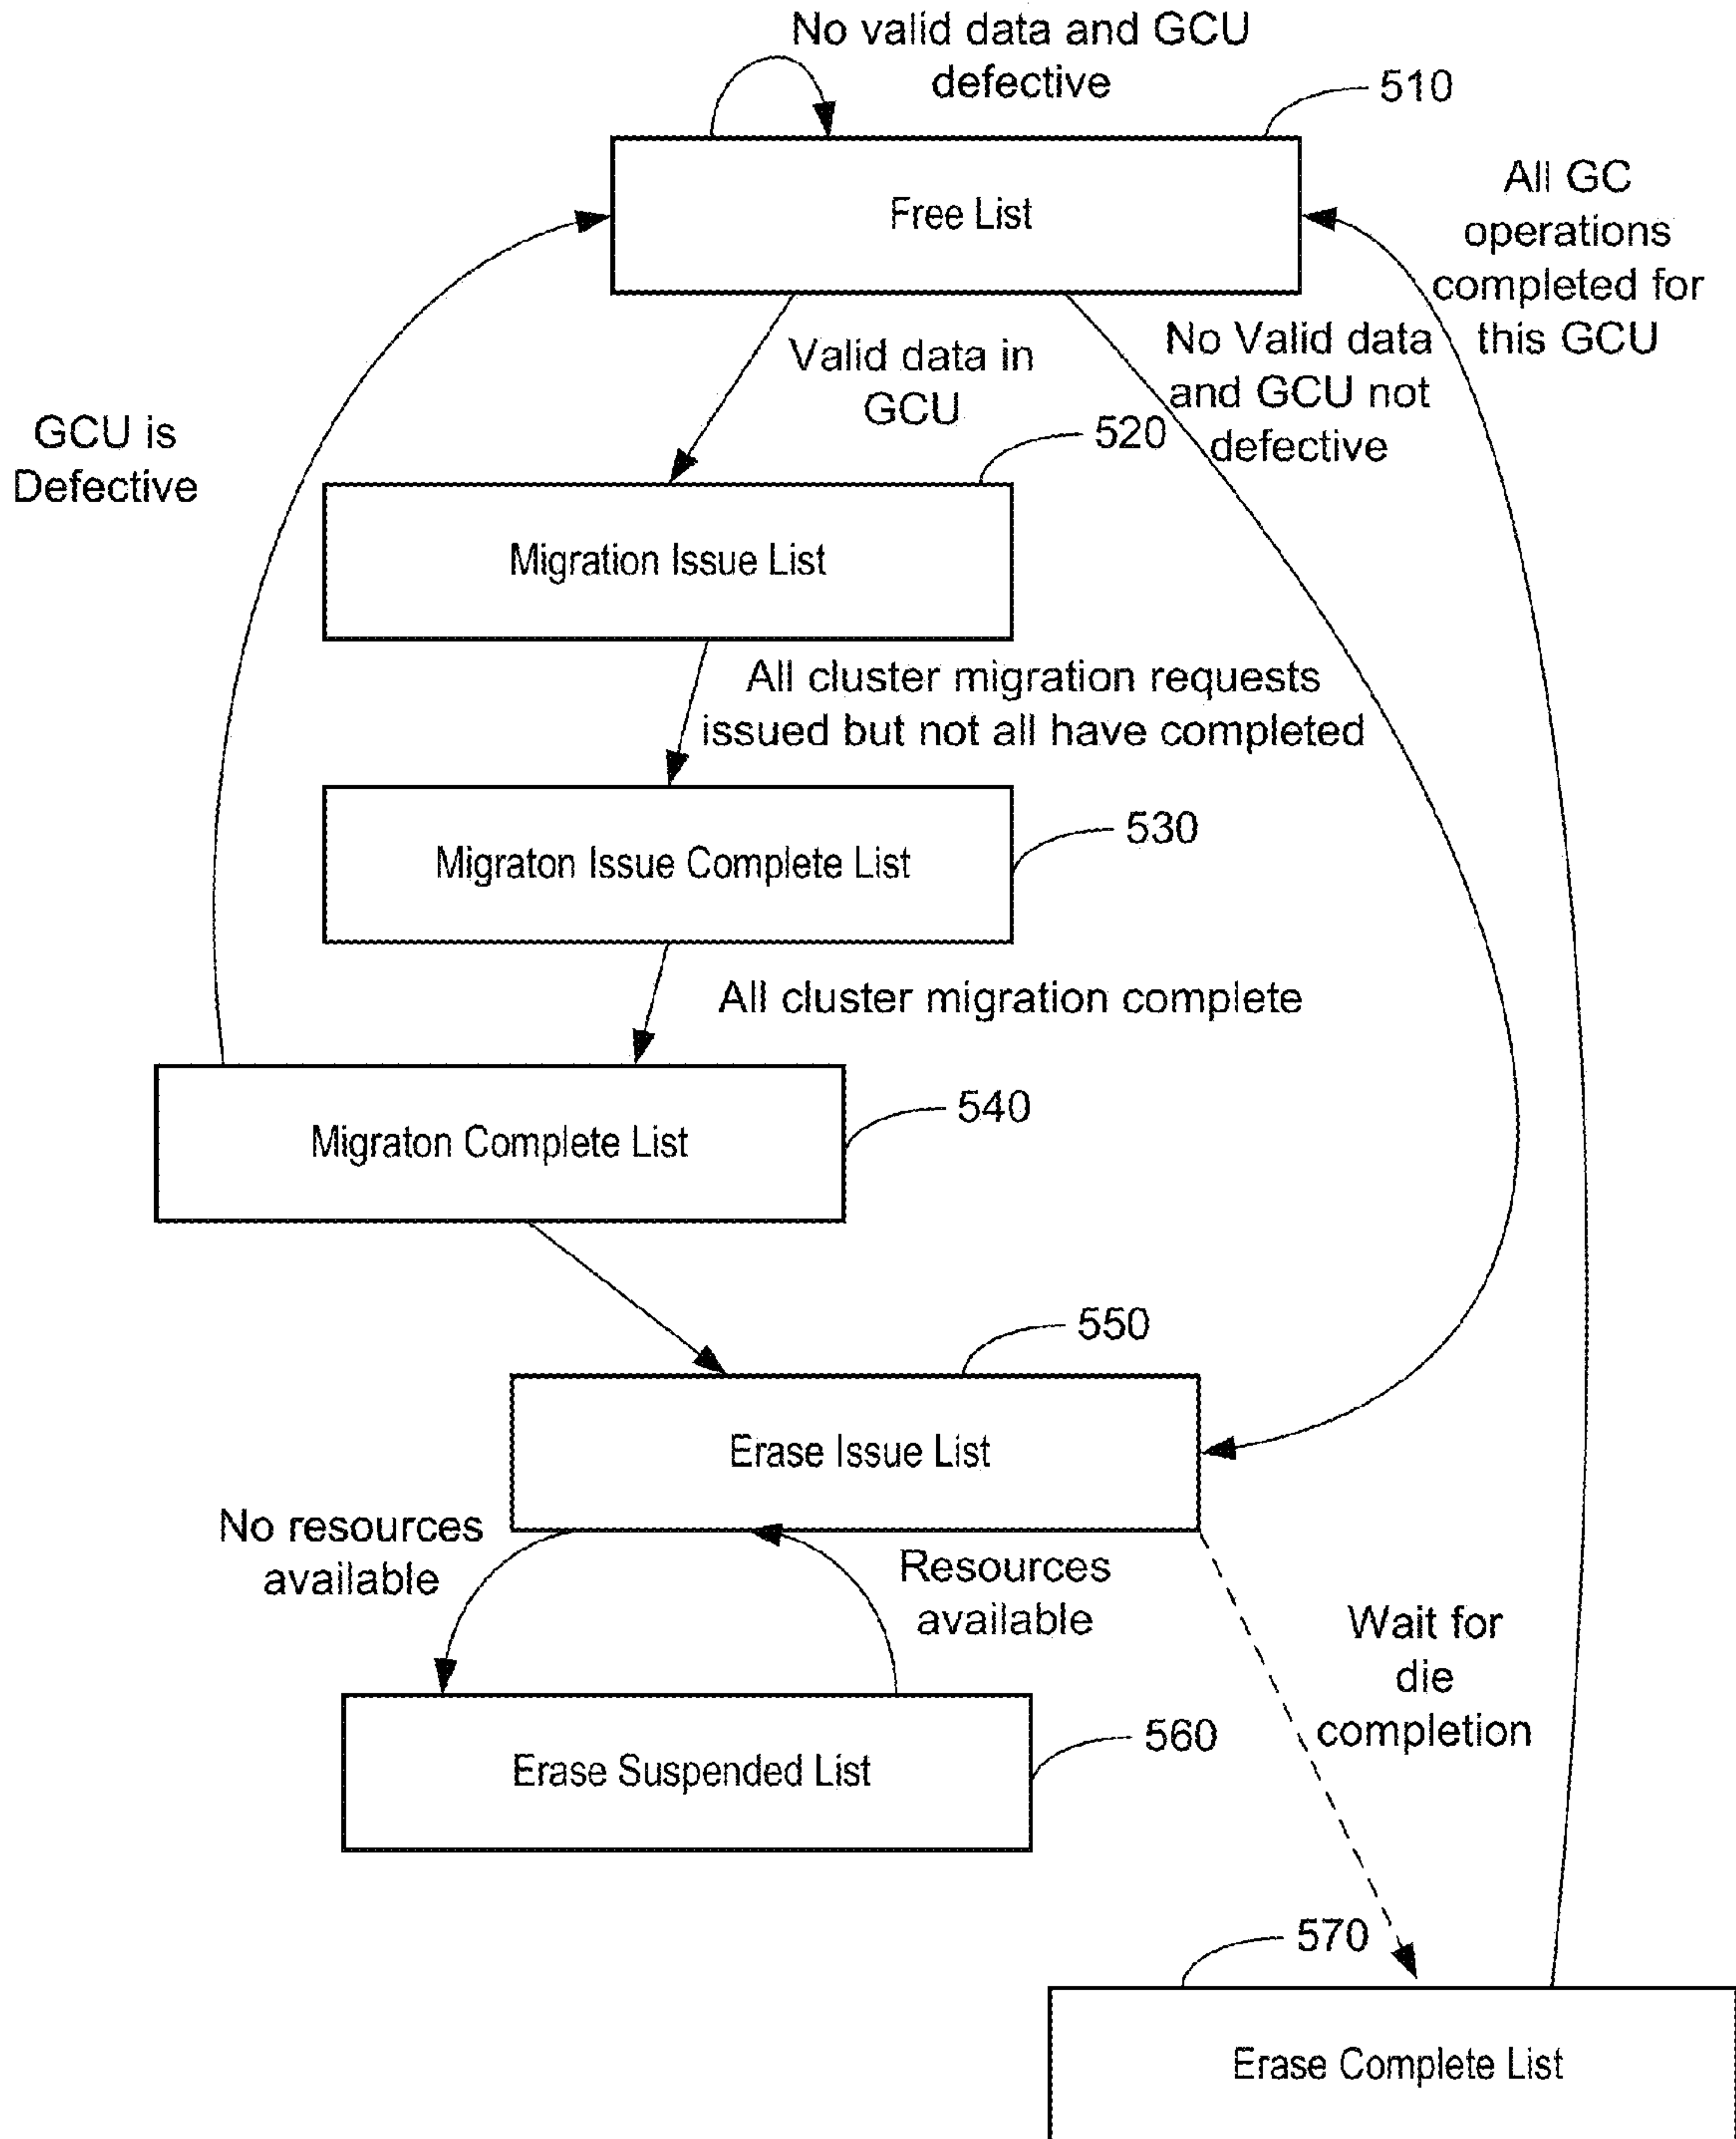 No valid data and GCU
defective
510
Free List
All GC
operations
completed for
this GCU
Valid data in
GCU
No Valid data
and GCU not
defective
GCU is
Defective
520
Migration Issue List
All cluster migration requests
issued but not all have completed
530
Migraton Issue Complete List
All cluster migration complete
540
Migraton Complete List
550
Erase Issue List
No resources
available
Resources
available
Wait for
die
completion
560
Erase Suspended List
570
Erase Complete List